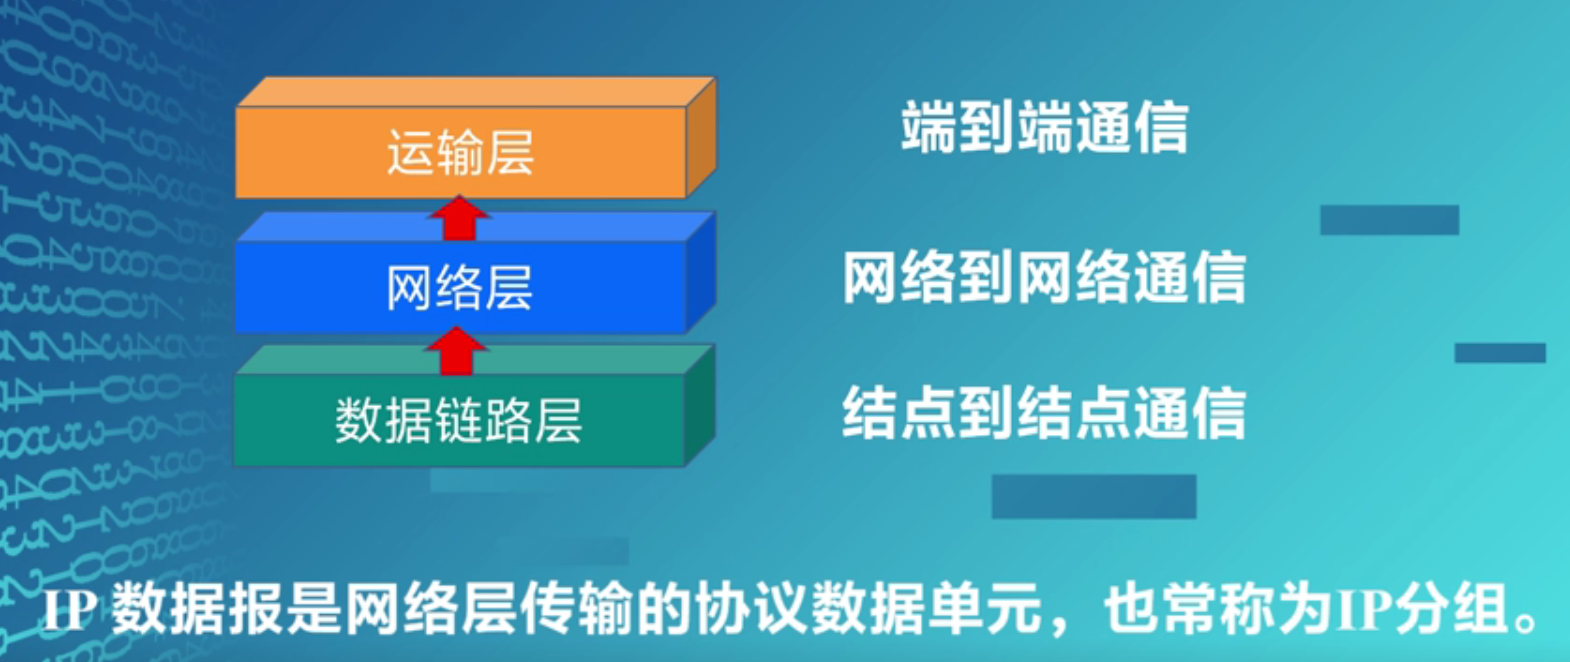 运输层
端到端通信
网络层
网络到网络通信
数据链路层
结点到结点通信
IP 数据报是网络层传输的协议数据单元，也常称为IP分组。